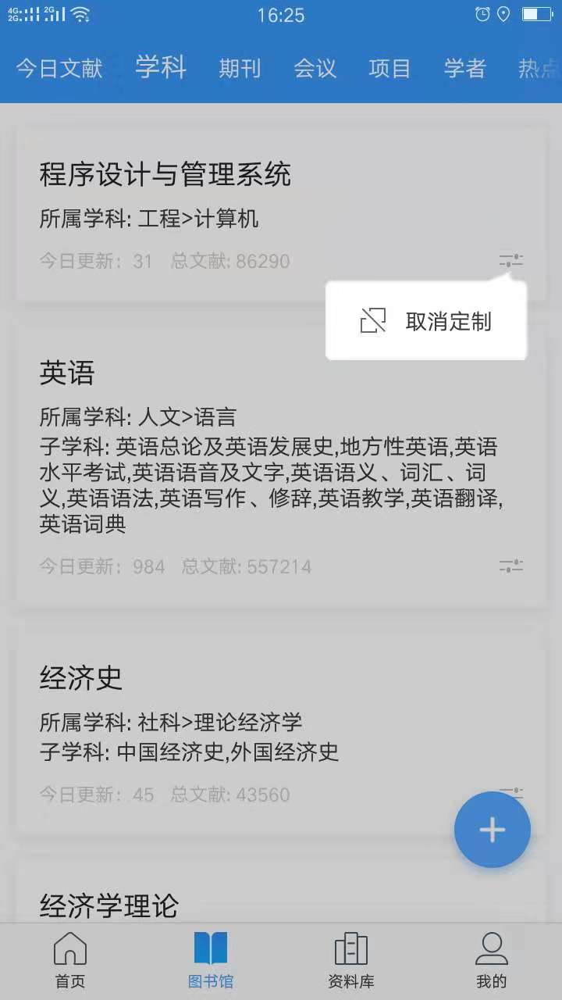 4G 2G 2G 16:25
今日文献 学科 期刊 会议 项目 学者 热点
程序设计与管理系统
所属学科: 工程>计算机
今日更新: 31 总文献: 86290
取消定制
英语
所属学科: 人文>语言
子学科: 英语总论及英语发展史,地方性英语,英语
水平考试,英语语音及文字,英语语义、词汇、词
义,英语语法,英语写作、修辞,英语教学,英语翻译,
英语词典
今日更新: 984 总文献: 557214
经济史
所属学科: 社科>理论经济学
子学科: 中国经济史,外国经济史
今日更新: 45 总文献: 43560
经济学理论
首页 图书馆 资料库 我的